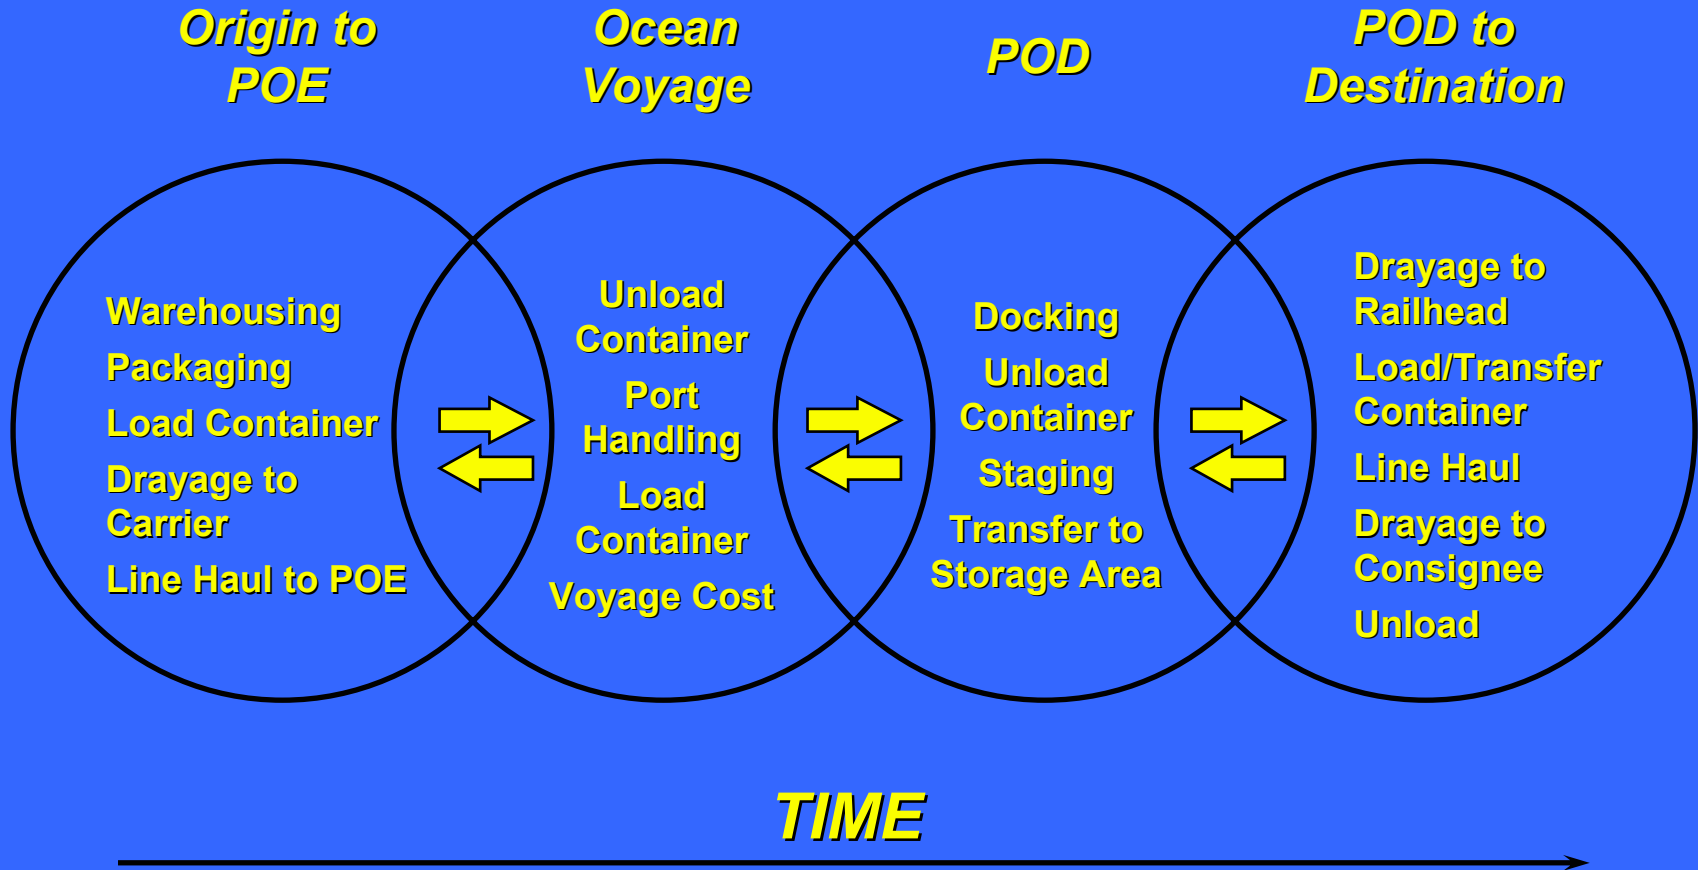 Origin to
POE
Ocean
Voyage
POD
POD to
Destination
Warehousing
Packaging
Load Container
Drayage to
Carrier
Line Haul to POE
Unload
Container
Port
Handling
Load
Container
Voyage Cost
Docking
Unload
Container
Staging
Transfer to
Storage Area
Drayage to
Railhead
Load/Transfer
Container
Line Haul
Drayage to
Consignee
Unload
TIME